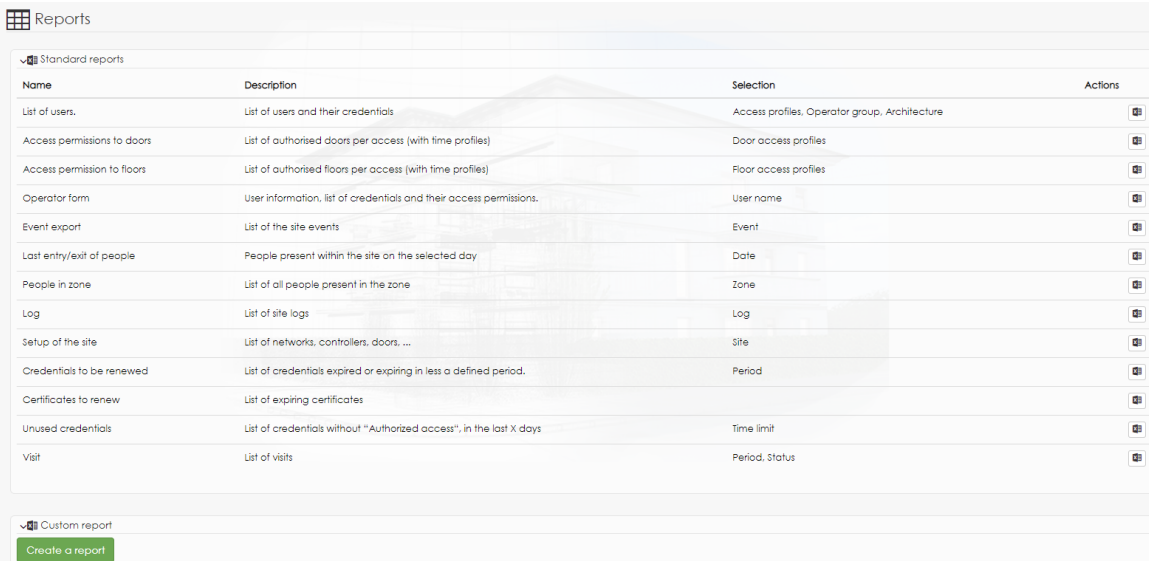 Reports
Standard reports
Name Description Selection Actions
List of users. List of users and their credentials Access profiles, Operator group, Architecture
Access permissions to doors List of authorised doors per access (with time profiles) Door access profiles
Access permission to floors List of authorised floors per access (with time profiles) Floor access profiles
Operator form User information, list of credentials and their access permissions. User name
Event export List of the site events Event
Last entry/exit of people People present within the site on the selected day Date
People in zone List of all people present in the zone Zone
Log List of site logs Log
Setup of the site List of networks, controllers, doors, ... Site
Credentials to be renewed List of credentials expired or expiring in less a defined period. Period
Certificates to renew List of expiring certificates
Unused credentials List of credentials without “Authorized access”, in the last X days Time limit
Visit List of visits Period, Status
Custom report
Create a report